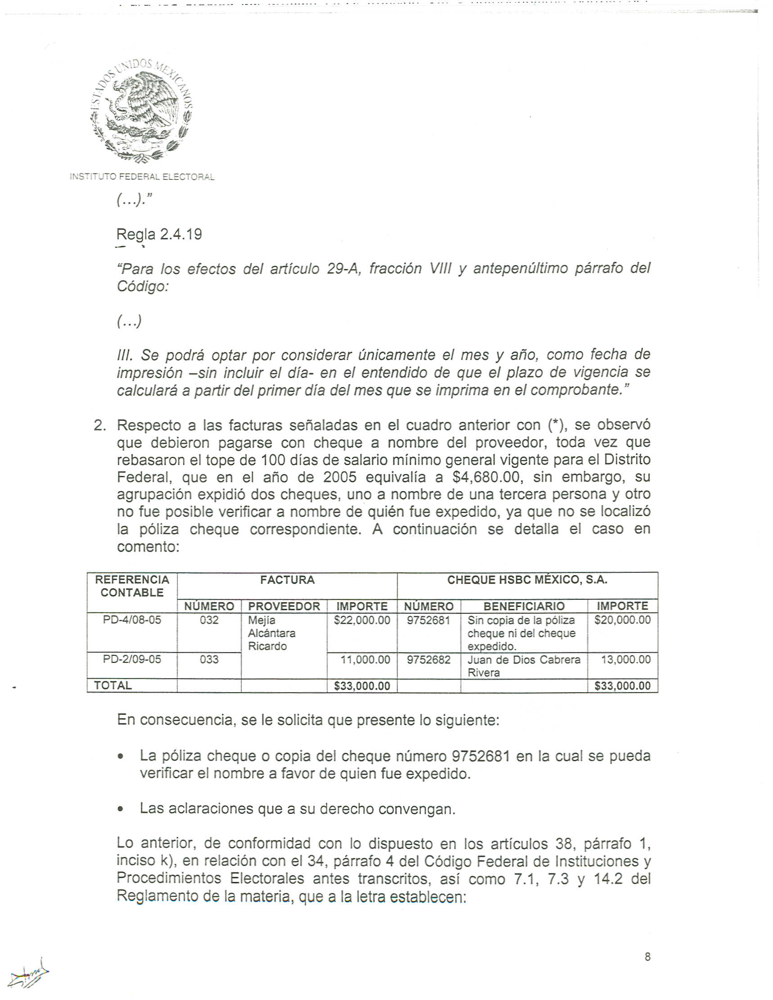 ESTADOS UNIDOS MEXICANOS
INSTITUTO FEDERAL ELECTORAL
(...)."
Regla 2.4.19
"Para los efectos del artículo 29-A, fracción VIII y antepenúltimo párrafo del
Código:
(...)
III. Se podrá optar por considerar únicamente el mes y año, como fecha de
impresión –sin incluir el día- en el entendido de que el plazo de vigencia se
calculará a partir del primer día del mes que se imprima en el comprobante."
2. Respecto a las facturas señaladas en el cuadro anterior con (*), se observó
que debieron pagarse con cheque a nombre del proveedor, toda vez que
rebasaron el tope de 100 días de salario mínimo general vigente para el Distrito
Federal, que en el año de 2005 equivalía a $4,680.00, sin embargo, su
agrupación expidió dos cheques, uno a nombre de una tercera persona y otro
no fue posible verificar a nombre de quién fue expedido, ya que no se localizó
la póliza cheque correspondiente. A continuación se detalla el caso en
comento:
REFERENCIA CONTABLE FACTURA CHEQUE HSBC MÉXICO, S.A.
NÚMERO PROVEEDOR IMPORTE NÚMERO BENEFICIARIO IMPORTE
PD-4/08-05 032 Mejía $22,000.00 9752681 Sin copia de la póliza $20,000.00
Alcántara cheque ni del cheque
Ricardo expedido.
PD-2/09-05 033 11,000.00 9752682 Juan de Dios Cabrera 13,000.00
Rivera
TOTAL $33,000.00 $33,000.00
En consecuencia, se le solicita que presente lo siguiente:
• La póliza cheque o copia del cheque número 9752681 en la cual se pueda
verificar el nombre a favor de quien fue expedido.
• Las aclaraciones que a su derecho convengan.
Lo anterior, de conformidad con lo dispuesto en los artículos 38, párrafo 1,
inciso k), en relación con el 34, párrafo 4 del Código Federal de Instituciones y
Procedimientos Electorales antes transcritos, así como 7.1, 7.3 y 14.2 del
Reglamento de la materia, que a la letra establecen:
8